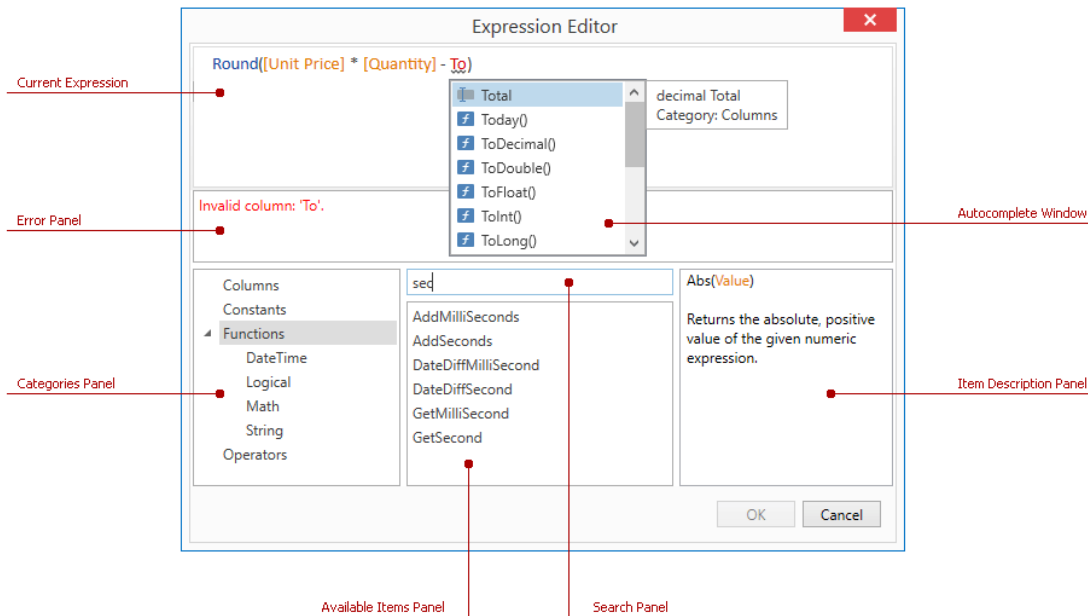 Expression Editor
Round([Unit Price] * [Quantity] - To)
Current Expression
Total
decimal Total
Category: Columns
Today()
ToDecimal()
ToDouble()
ToFloat()
ToInt()
ToLong()
Invalid column: 'To'.
Error Panel
Autocomplete Window
Columns
Constants
Functions
DateTime
Logical
Math
String
Operators
Categories Panel
sec
AddMilliSeconds
AddSeconds
DateDiffMilliSecond
DateDiffSecond
GetMilliSecond
GetSecond
Abs(Value)
Returns the absolute, positive
value of the given numeric
expression.
Item Description Panel
OK
Cancel
Available Items Panel
Search Panel